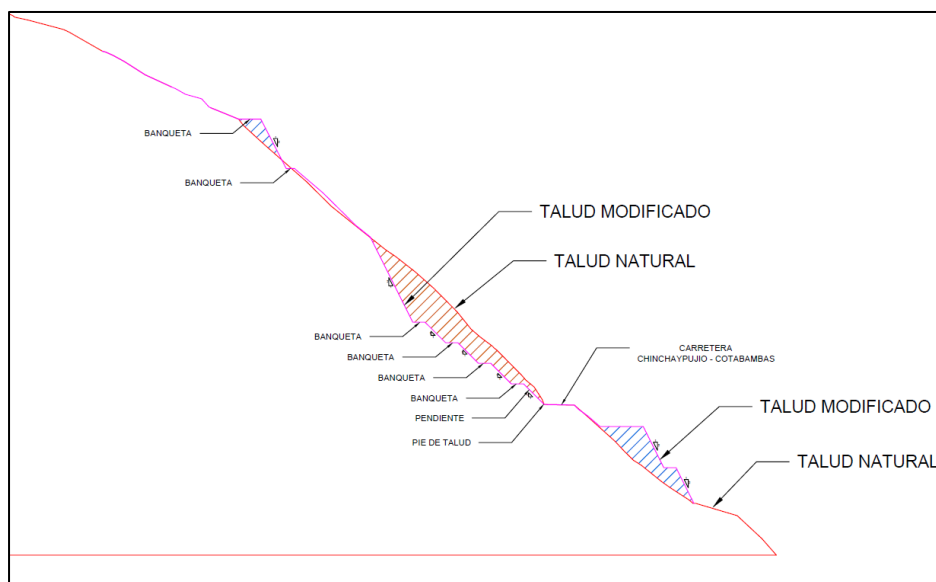 BANQUETA
BANQUETA
TALUD MODIFICADO
TALUD NATURAL
BANQUETA
BANQUETA
CARRETERA
CHINCHAYPUJIO - COTABAMBAS
BANQUETA
BANQUETA
TALUD MODIFICADO
PENDIENTE
PIE DE TALUD
TALUD NATURAL